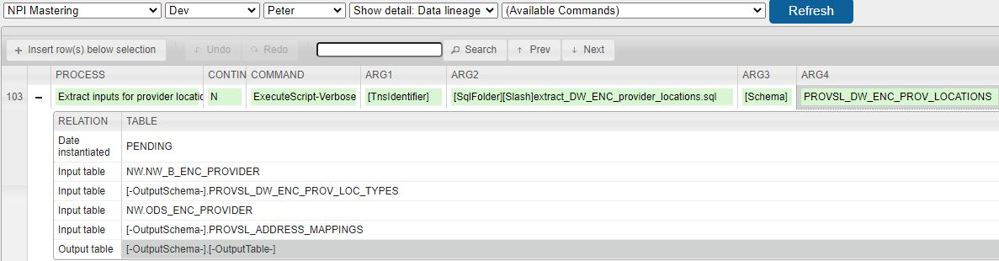 NPI Mastering Dev Peter Show detail: Data lineage (Available Commands) Refresh
+ Insert row(s) below selection Undo Redo Search Prev Next
PROCESS CONTIN COMMAND ARG1 ARG2 ARG3 ARG4
103 Extract inputs for provider locatio N ExecuteScript-Verbose [TnsIdentifier] [SqlFolder][Slash]extract_DW_ENC_provider_locations.sql [Schema] PROVSL_DW_ENC_PROV_LOCATIONS
RELATION TABLE
Date instantiated PENDING
Input table NW.NW_B_ENC_PROVIDER
Input table [-OutputSchema-].PROVSL_DW_ENC_PROV_LOC_TYPES
Input table NW.ODS_ENC_PROVIDER
Input table [-OutputSchema-].PROVSL_ADDRESS_MAPPINGS
Output table [-OutputSchema-].[-OutputTable-]